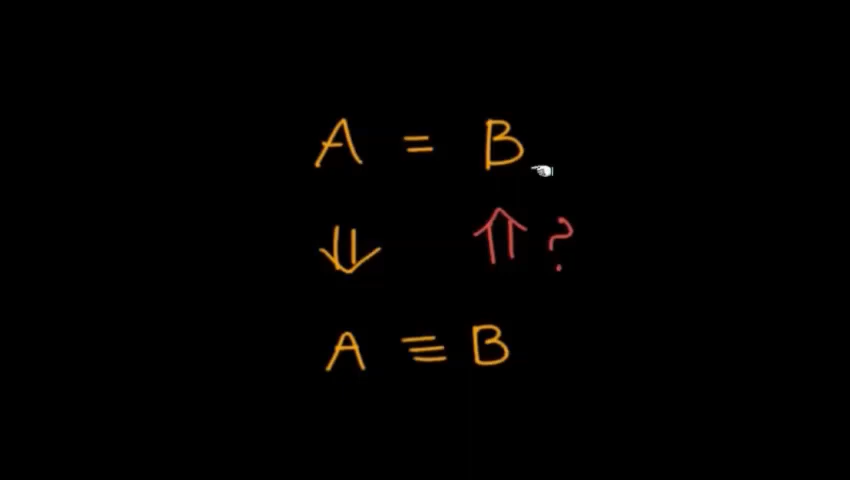 A = B
⇓ ⇑ ?
A ≡ B